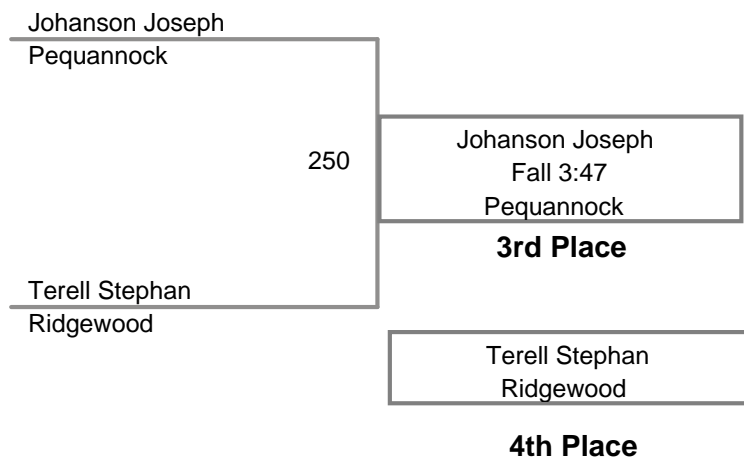 Johanson Joseph
Pequannock
250
Johanson Joseph
Fall 3:47
Pequannock
3rd Place
Terell Stephan
Ridgewood
Terell Stephan
Ridgewood
4th Place